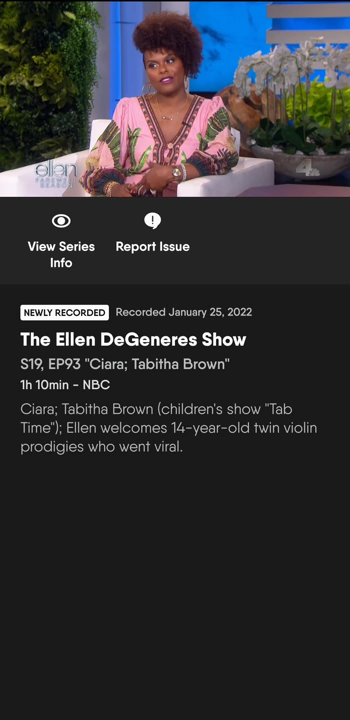 ellen
View Series
Info
Report Issue
NEWLY RECORDED Recorded January 25, 2022
The Ellen DeGeneres Show
S19, EP93 "Ciara; Tabitha Brown"
1h 10min - NBC
Ciara; Tabitha Brown (children's show "Tab
Time"); Ellen welcomes 14-year-old twin violin
prodigies who went viral.